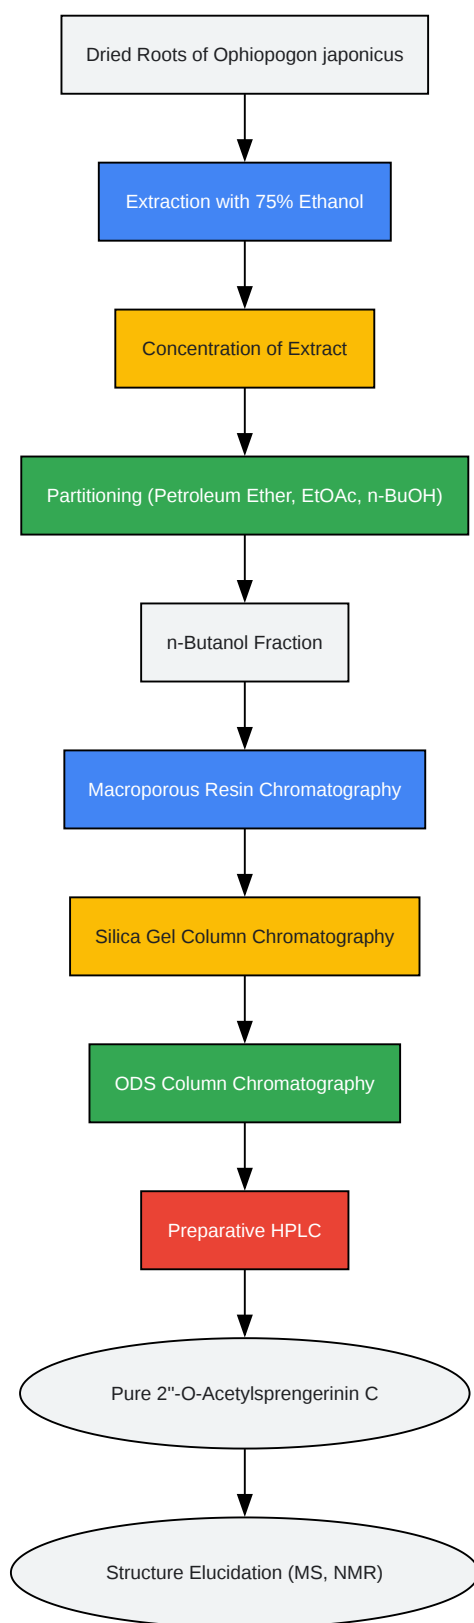 Dried Roots of Ophiopogon japonicus
Extraction with 75% Ethanol
Concentration of Extract
Partitioning (Petroleum Ether, EtOAc, n-BuOH)
n-Butanol Fraction
Macroporous Resin Chromatography
Silica Gel Column Chromatography
ODS Column Chromatography
Preparative HPLC
Pure 2''-O-Acetylsprengerinin C
Structure Elucidation (MS, NMR)